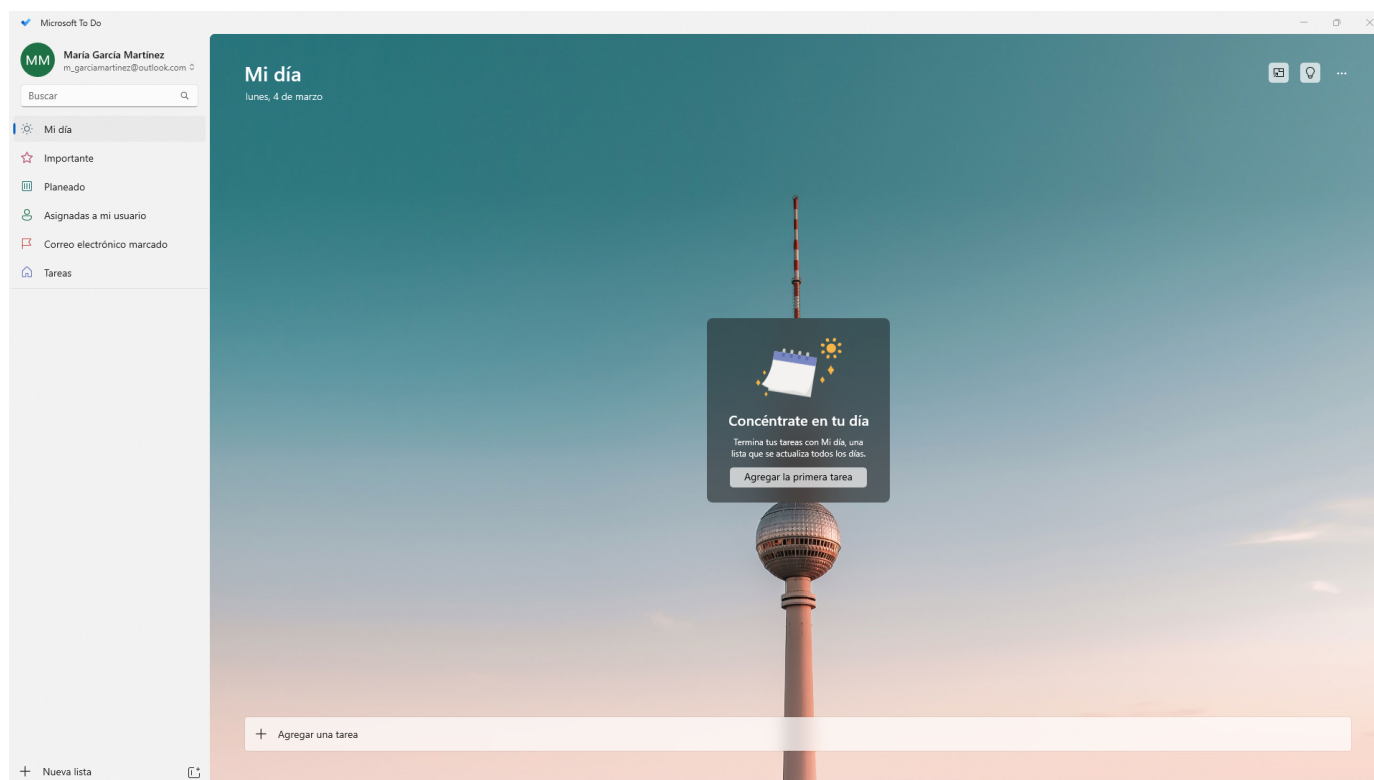 Microsoft To Do
MM
María García Martínez
m_garciamartinez@outlook.com
Buscar
Mi día
Importante
Planeado
Asignadas a mi usuario
Correo electrónico marcado
Tareas
Nueva lista
Mi día
lunes, 4 de marzo
Concéntrate en tu día
Termina tus tareas con Mi día, una
lista que se actualiza todos los días.
Agregar la primera tarea
Agregar una tarea